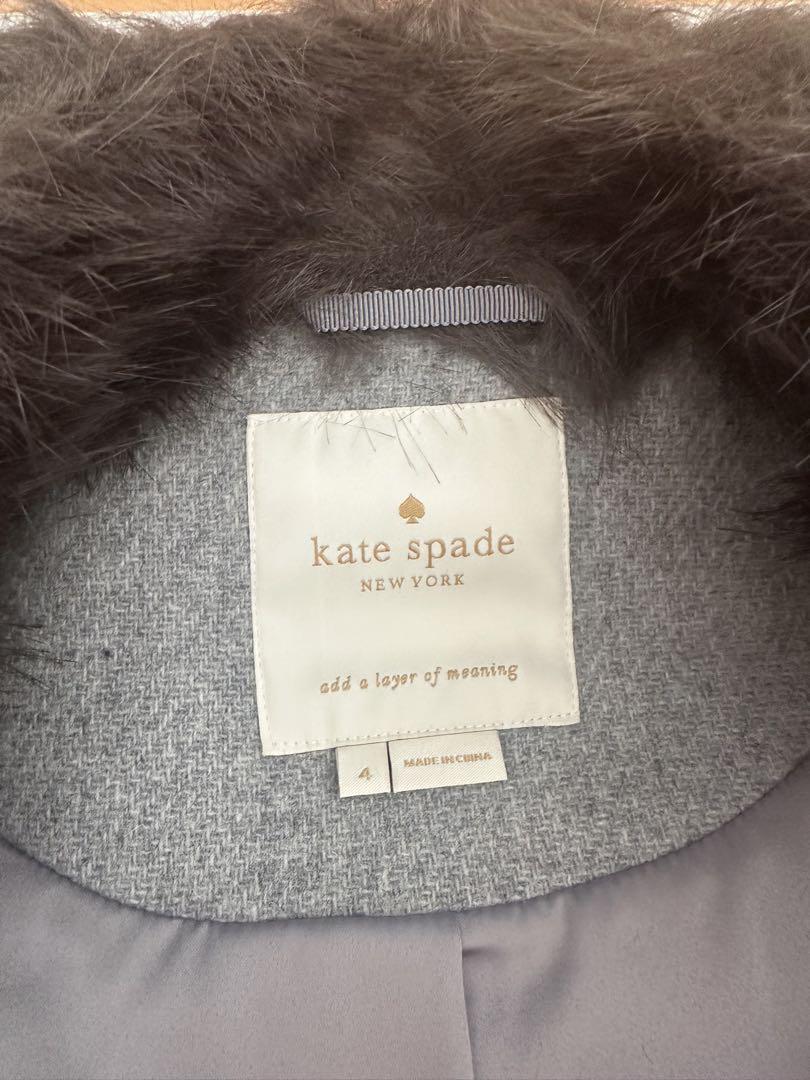 kate spade
NEW YORK
add a layer of meaning
4
MADE IN CHINA